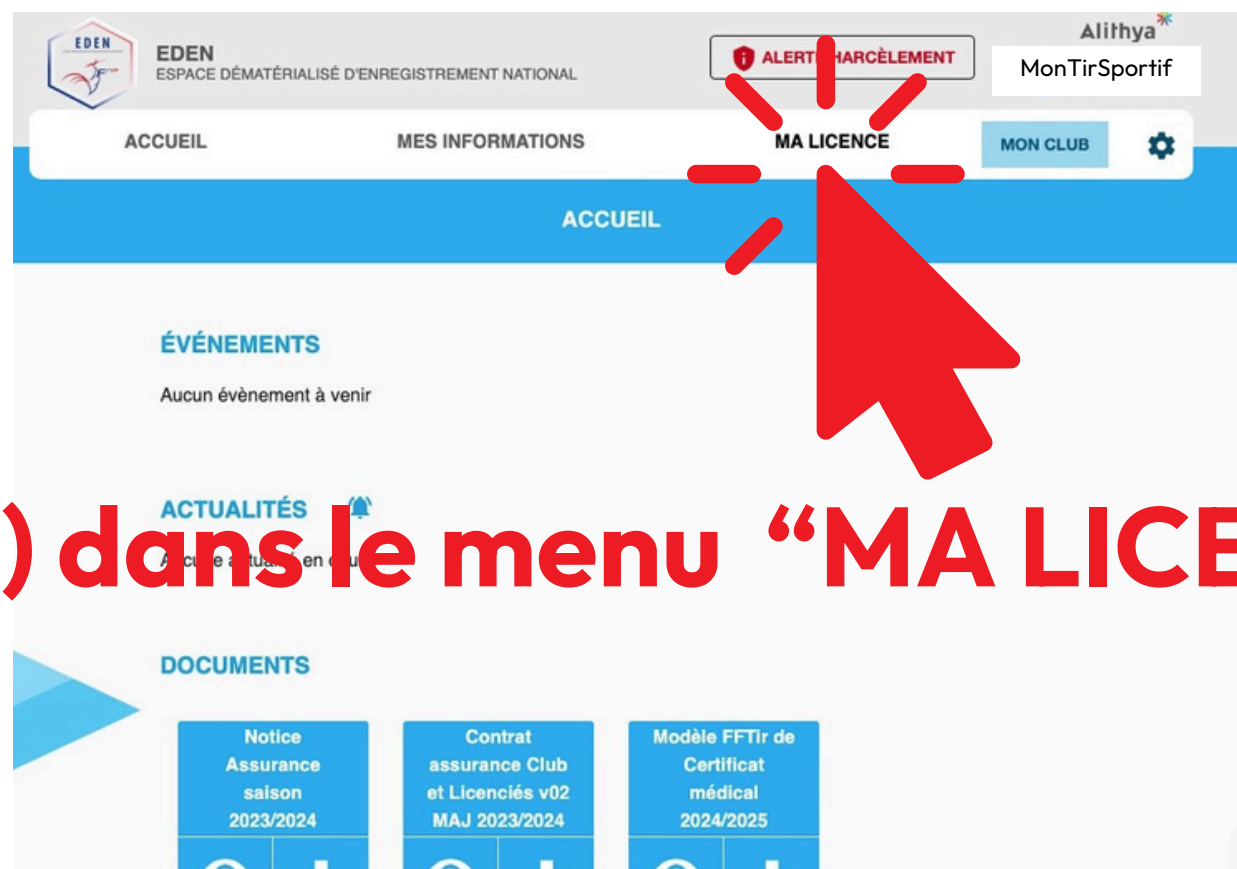 EDEN
EDEN
ESPACE DÉMATÉRIALISÉ D'ENREGISTREMENT NATIONAL
Alithya
MonTirSportif
ACCUEIL
MES INFORMATIONS
MA LICENCE
MON CLUB
ACCUEIL
ÉVÉNEMENTS
Aucun évènement à venir
ACTUALITÉS
) dans le menu “MA LICE
en
DOCUMENTS
Notice
Assurance
saison
2023/2024
Contrat
assurance Club
et Licenciés v02
MAJ 2023/2024
Modèle FFTir de
Certificat
médical
2024/2025